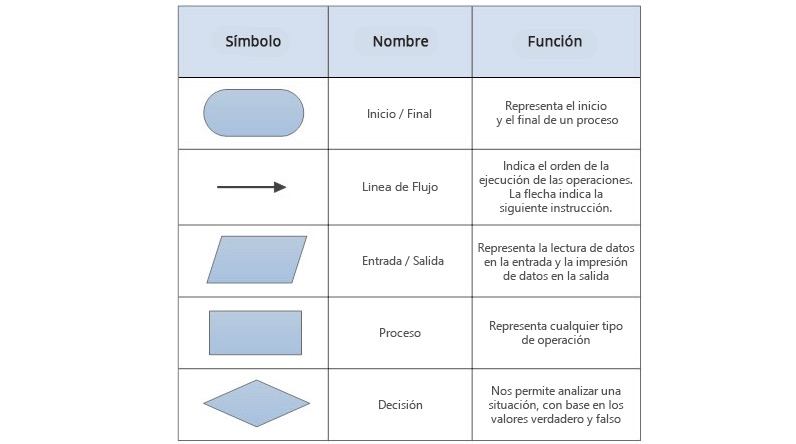 Símbolo
Nombre
Función
Inicio / Final
Representa el inicio
y el final de un proceso
Linea de Flujo
Indica el orden de la
ejecución de las operaciones.
La flecha indica la
siguiente instrucción.
Entrada / Salida
Representa la lectura de datos
en la entrada y la impresión
de datos en la salida
Proceso
Representa cualquier tipo
de operación
Decisión
Nos permite analizar una
situación, con base en los
valores verdadero y falso